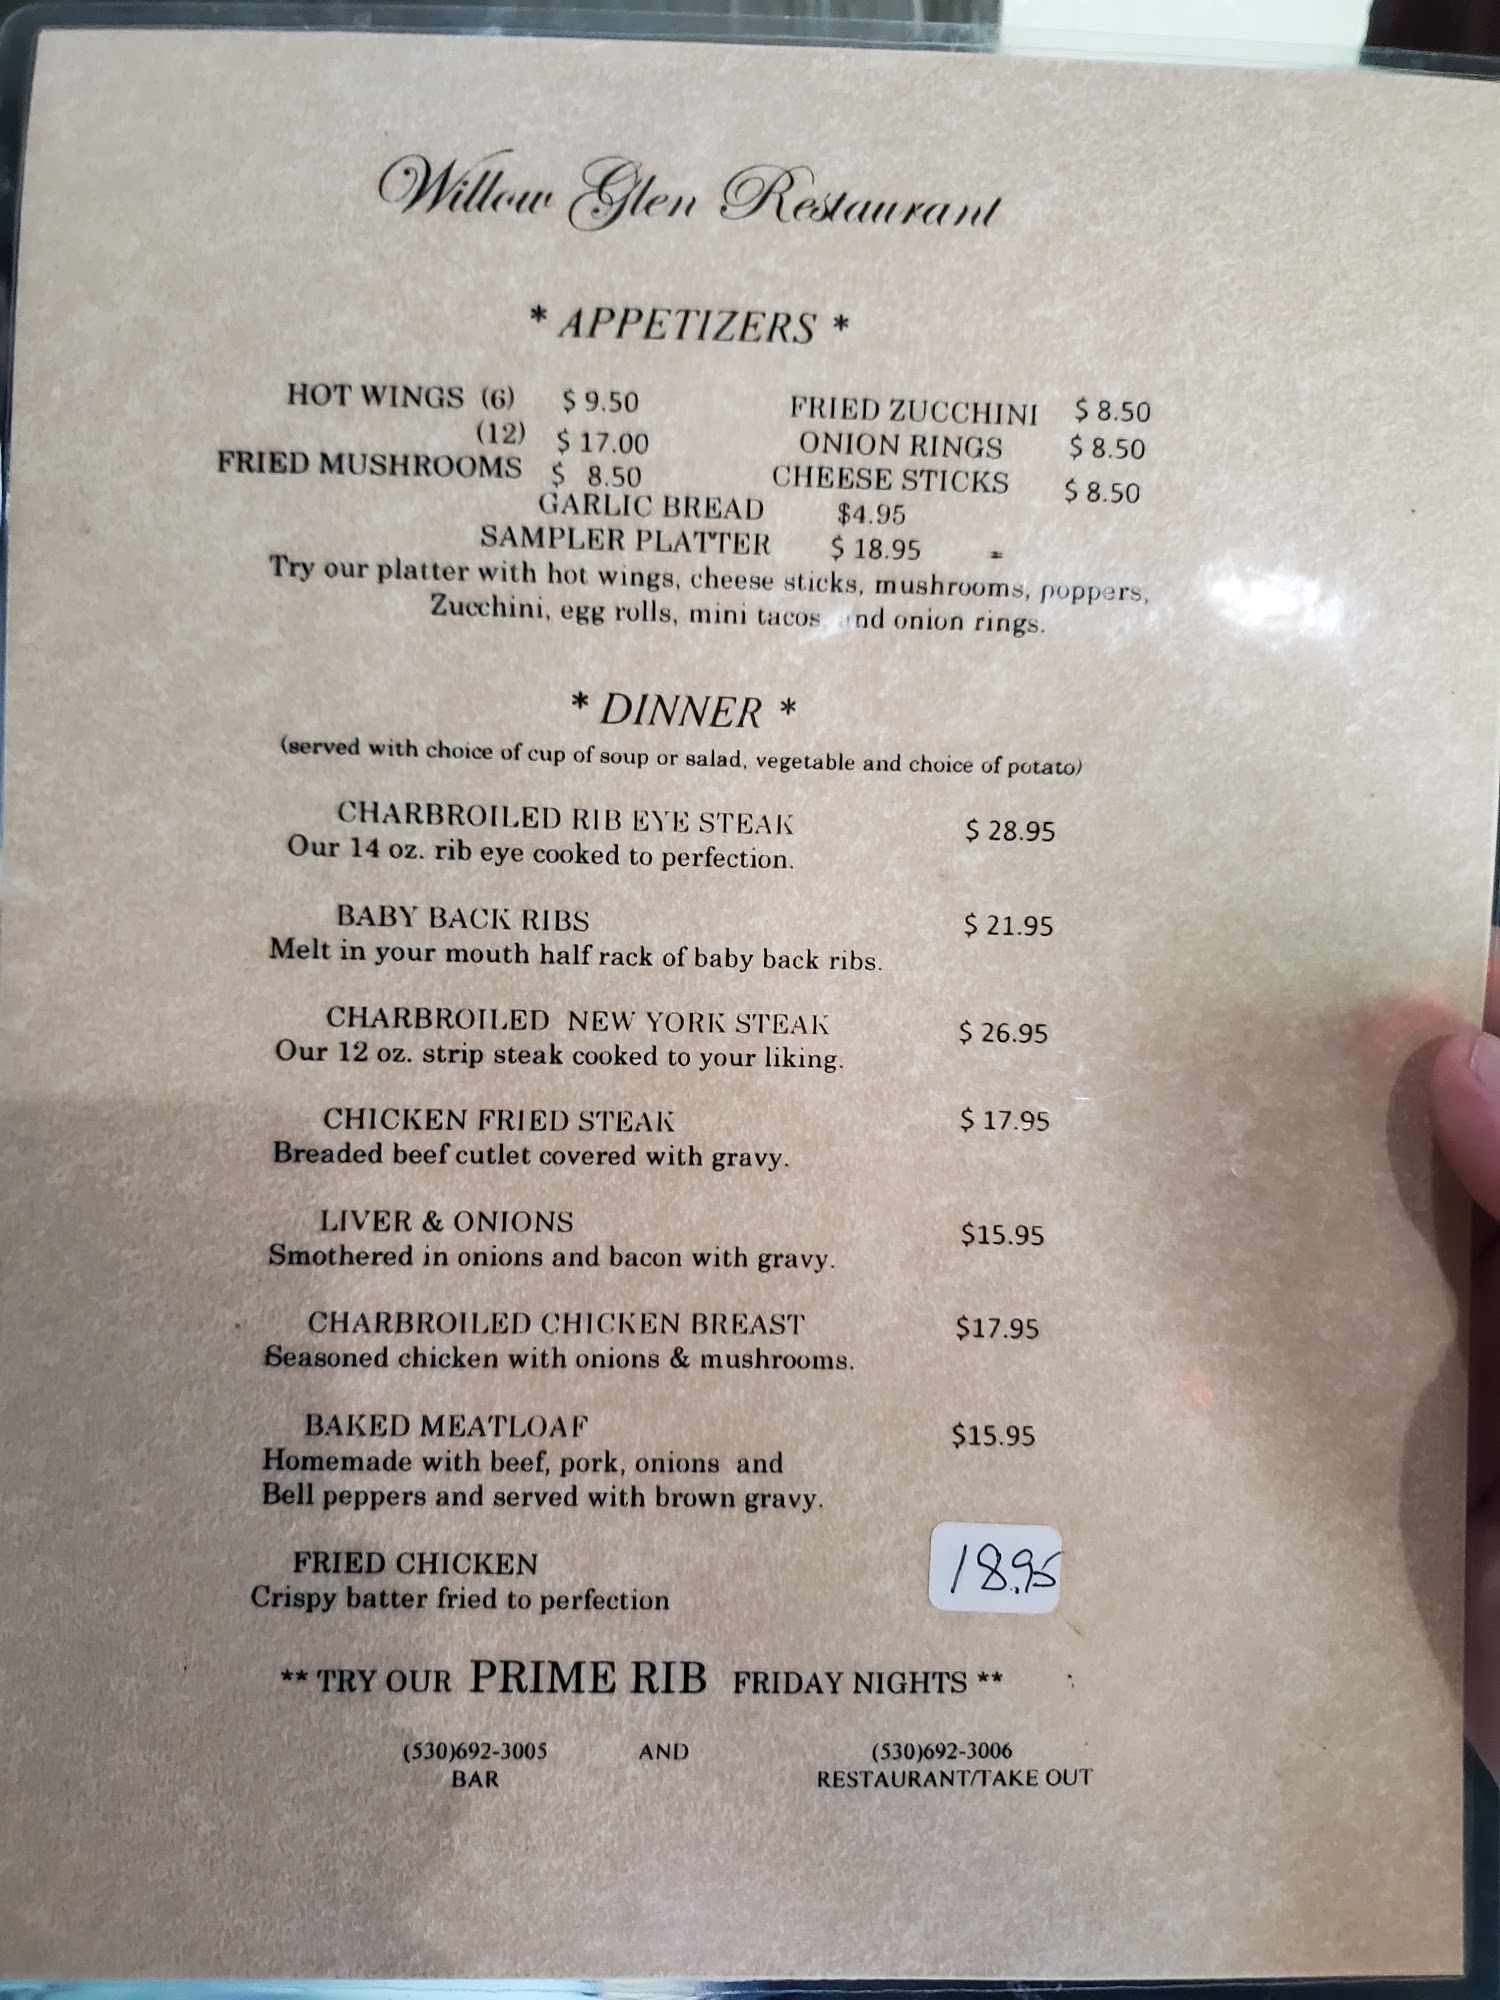 Willow Glen Restaurant
* APPETIZERS *
HOT WINGS (6) $ 9.50 FRIED ZUCCHINI $ 8.50
(12) $ 17.00 ONION RINGS $ 8.50
FRIED MUSHROOMS $ 8.50 CHEESE STICKS $ 8.50
GARLIC BREAD $4.95
SAMPLER PLATTER $ 18.95
Try our platter with hot wings, cheese sticks, mushrooms, poppers,
Zucchini, egg rolls, mini tacos, and onion rings.
* DINNER *
(served with choice of cup of soup or salad, vegetable and choice of potato)
CHARBROILED RIB EYE STEAK $ 28.95
Our 14 oz. rib eye cooked to perfection.
BABY BACK RIBS $ 21.95
Melt in your mouth half rack of baby back ribs.
CHARBROILED NEW YORK STEAK $ 26.95
Our 12 oz. strip steak cooked to your liking.
CHICKEN FRIED STEAK $ 17.95
Breaded beef cutlet covered with gravy.
LIVER & ONIONS $15.95
Smothered in onions and bacon with gravy.
CHARBROILED CHICKEN BREAST $17.95
Seasoned chicken with onions & mushrooms.
BAKED MEATLOAF $15.95
Homemade with beef, pork, onions and
Bell peppers and served with brown gravy.
FRIED CHICKEN 18.95
Crispy batter fried to perfection
** TRY OUR PRIME RIB FRIDAY NIGHTS **
(530)692-3005 AND (530)692-3006
BAR RESTAURANT/TAKE OUT